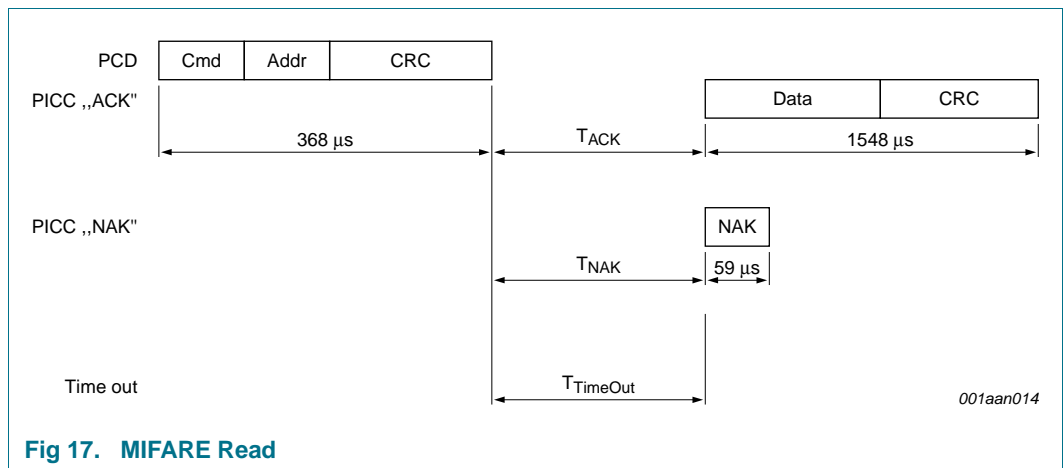 PCD Cmd Addr CRC
PICC ,,ACK" Data CRC
368 μs TACK 1548 μs
PICC ,,NAK" NAK
TNAK 59 μs
Time out TTimeOut 001aan014
Fig 17. MIFARE Read